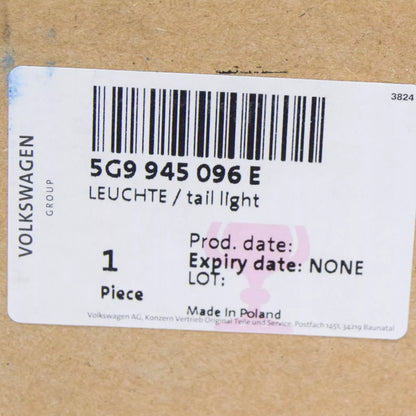 3824
VOLKSWAGEN
GROUP
5G9 945 096 E
LEUCHTE / tail light
1
Piece
Prod. date:
Expiry date: NONE
LOT:
Made In Poland
Volkswagen AG, Konzern Vertrieb Original Teile und Service, Postfach 1451, 34219 Baunatal